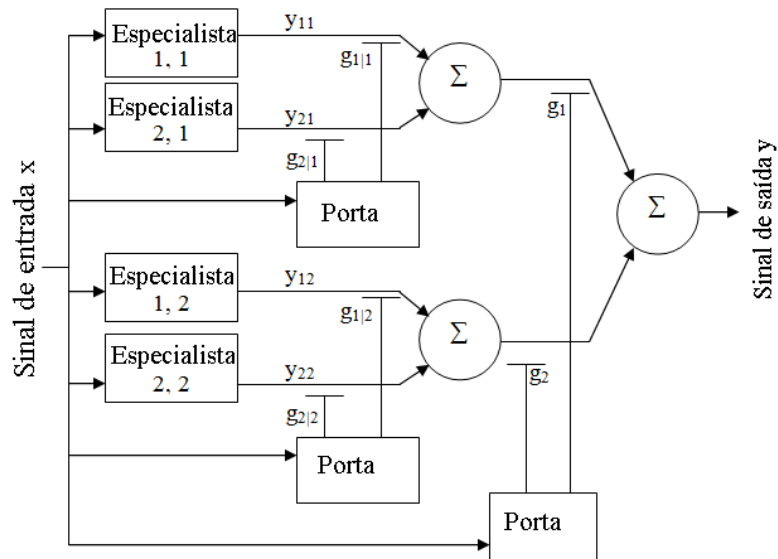 Sinal de entrada x
Especialista
1, 1
y11
g1|1
Σ
Especialista
2, 1
y21
g2|1
Porta
g1
Σ
Sinal de saída y
Especialista
1, 2
y12
g1|2
Σ
Especialista
2, 2
y22
g2|2
Porta
g2
Porta